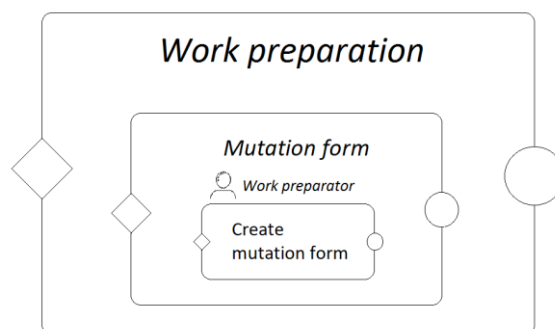 Work preparation
Mutation form
Work preparator
Create
mutation form